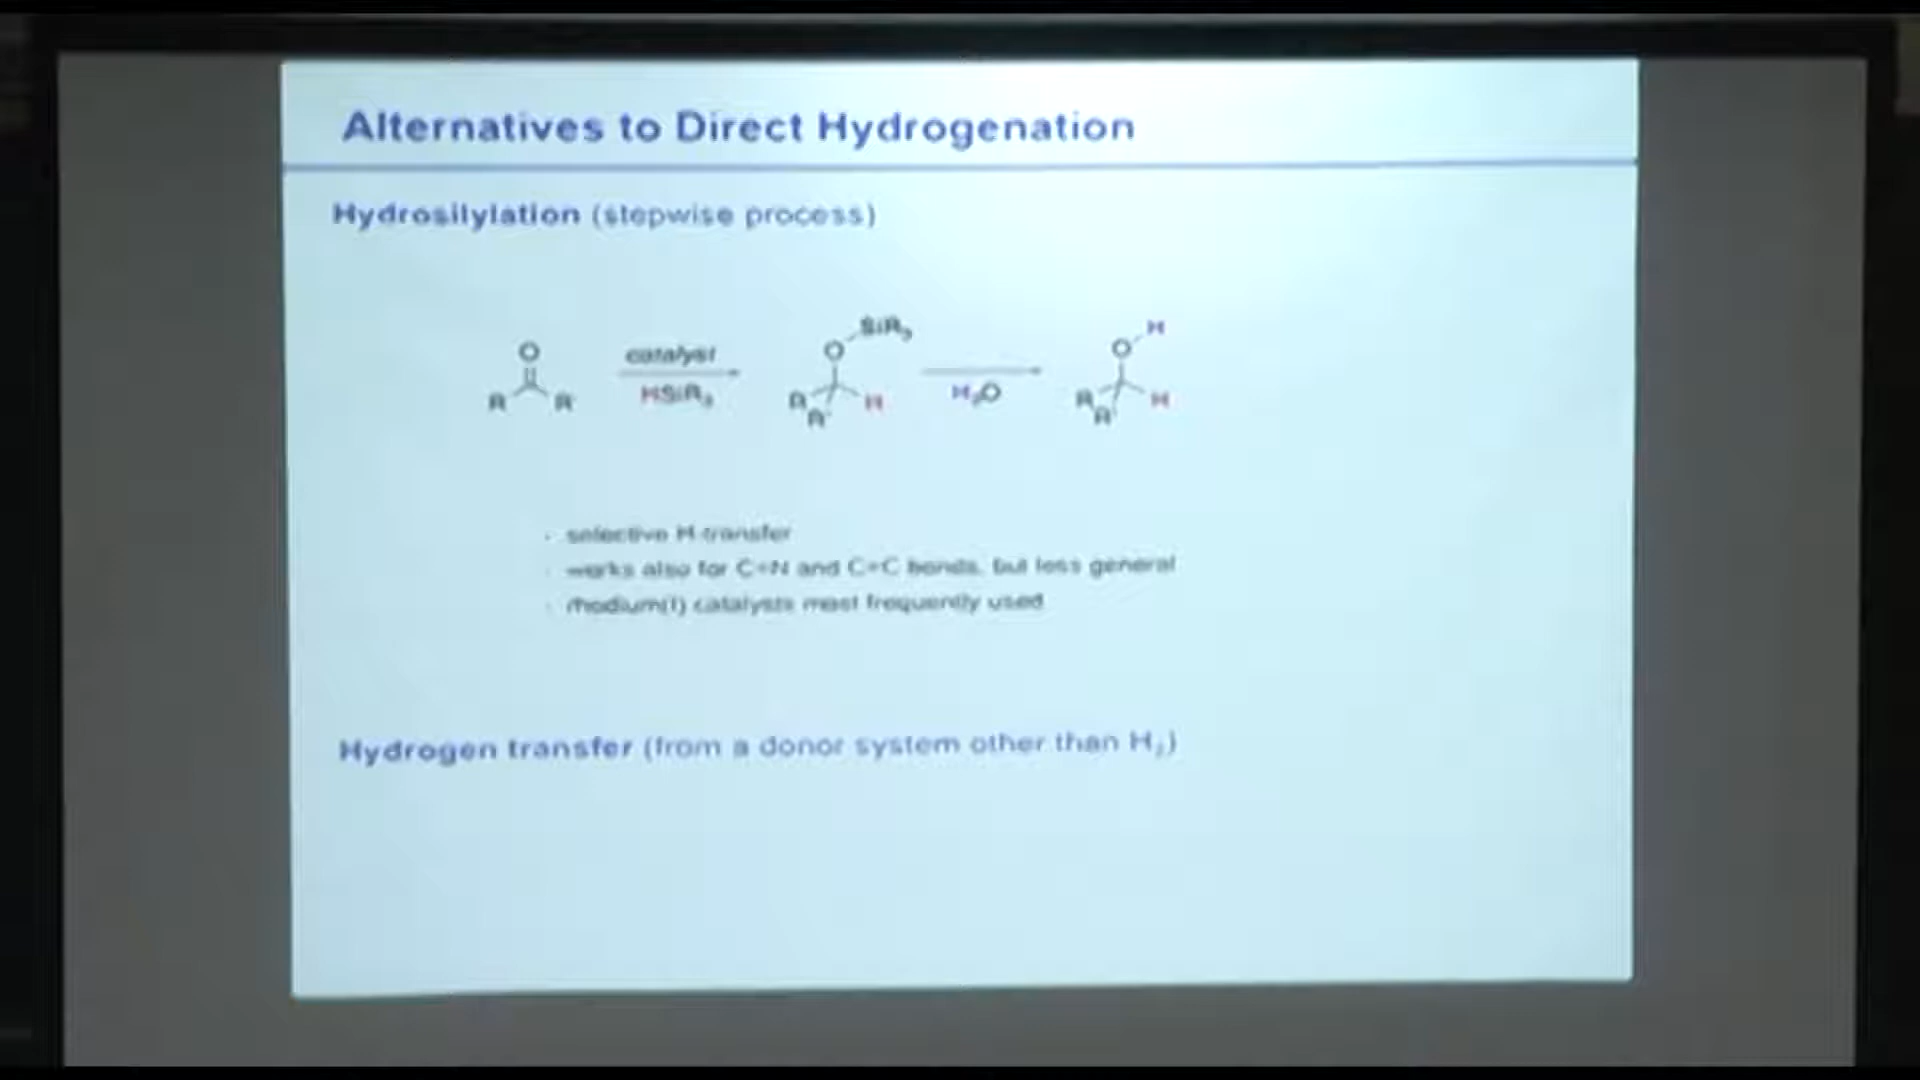 Alternatives to Direct Hydrogenation
Hydrosilylation (stepwise process)
O
R R'
catalyst
HSiR₃
SiR₃
O
R H
R'
H₂O
H
O
R H
R'
· selective H-transfer
· works also for C=N and C=C bonds, but less general
· rhodium(I) catalysts most frequently used
Hydrogen transfer (from a donor system other than H₂)